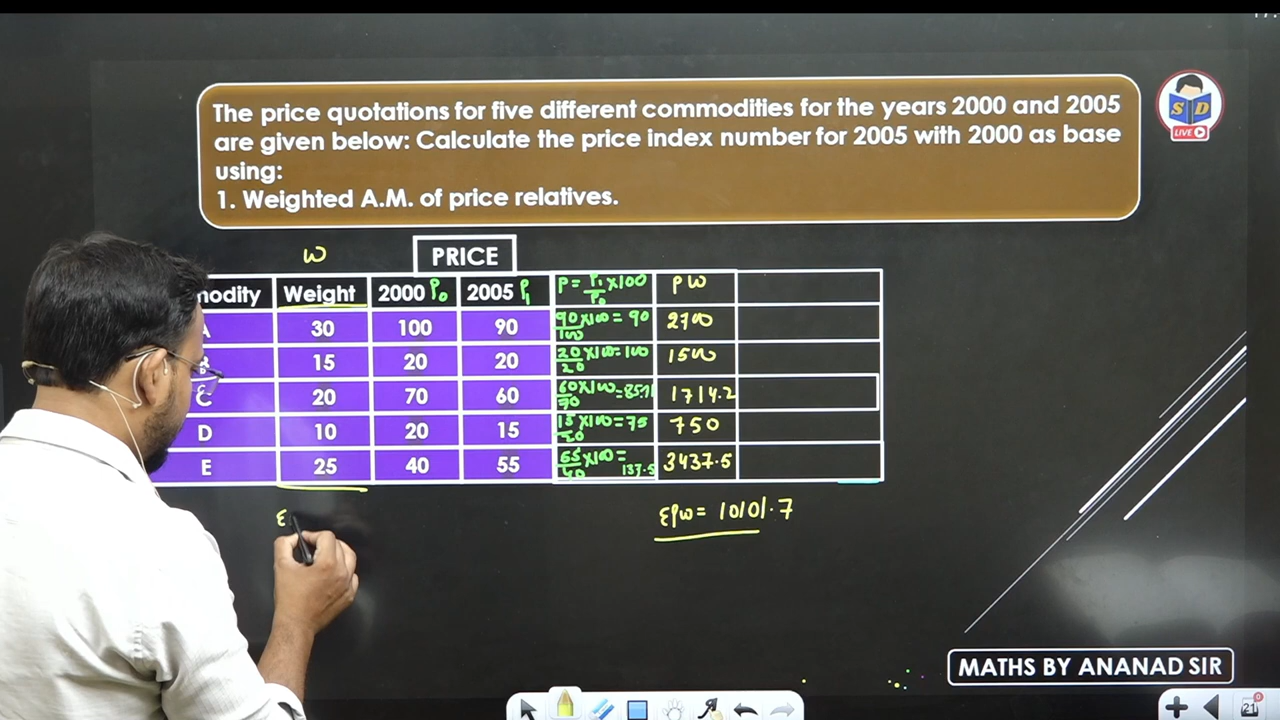 The price quotations for five different commodities for the years 2000 and 2005
are given below: Calculate the price index number for 2005 with 2000 as base
using:
1. Weighted A.M. of price relatives.
S D
LIVE
W
PRICE
modity Weight 2000 P₀ 2005 P₁ P = P₁/P₀ ×100 PW
A 30 100 90 90/100 ×100 = 90 2700
B 15 20 20 20/20 ×100 = 100 1500
C 20 70 60 60/70 ×100 = 85.71 1714.2
D 10 20 15 15/20 ×100 = 75 750
E 25 40 55 55/40 ×100 = 137.5 3437.5
Σ
ΣPW = 10101.7
MATHS BY ANANAD SIR
21